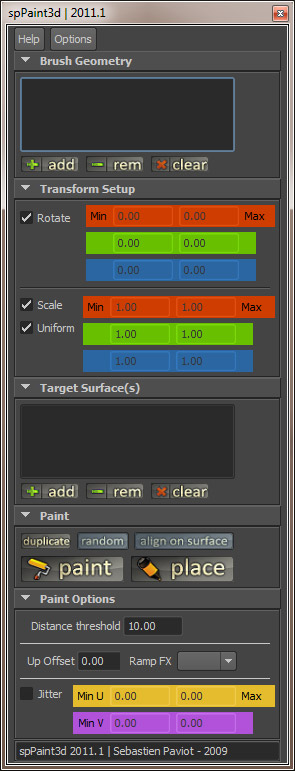 spPaint3d | 2011.1
Help Options
Brush Geometry
add rem clear
Transform Setup
Rotate Min 0.00 0.00 Max
0.00 0.00
0.00 0.00
Scale Min 1.00 1.00 Max
Uniform 1.00 1.00
1.00 1.00
Target Surface(s)
add rem clear
Paint
duplicate random align on surface
paint place
Paint Options
Distance threshold 10.00
Up Offset 0.00 Ramp FX
Jitter Min U 0.00 0.00 Max
Min V 0.00 0.00
spPaint3d 2011.1 | Sebastien Paviot - 2009